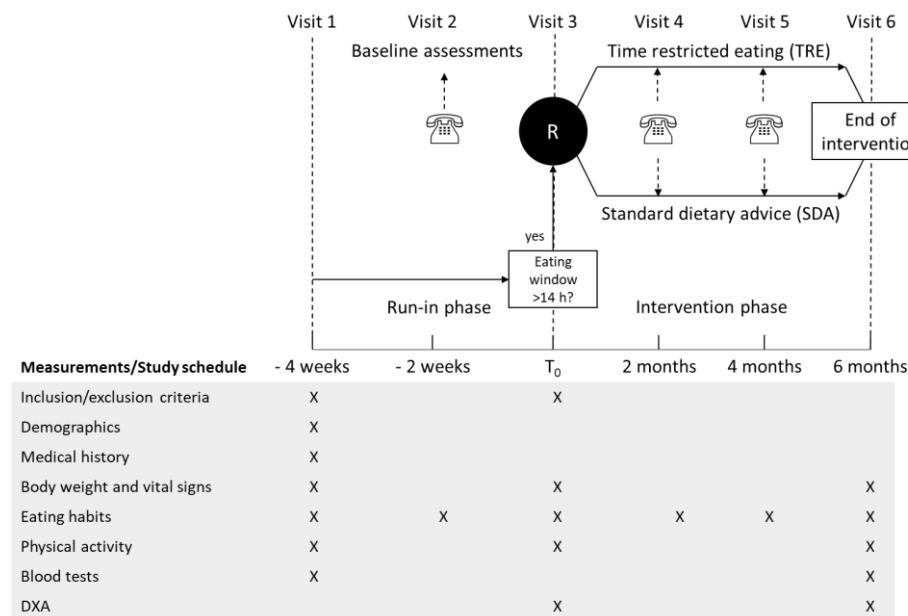 Visit 1 Visit 2 Visit 3 Visit 4 Visit 5 Visit 6
Baseline assessments Time restricted eating (TRE)
R
End of
interventio
Standard dietary advice (SDA)
yes
Eating
window
>14 h?
Run-in phase Intervention phase
Measurements/Study schedule - 4 weeks - 2 weeks T₀ 2 months 4 months 6 months
Inclusion/exclusion criteria X X
Demographics X
Medical history X
Body weight and vital signs X X X
Eating habits X X X X X X
Physical activity X X X
Blood tests X X
DXA X X